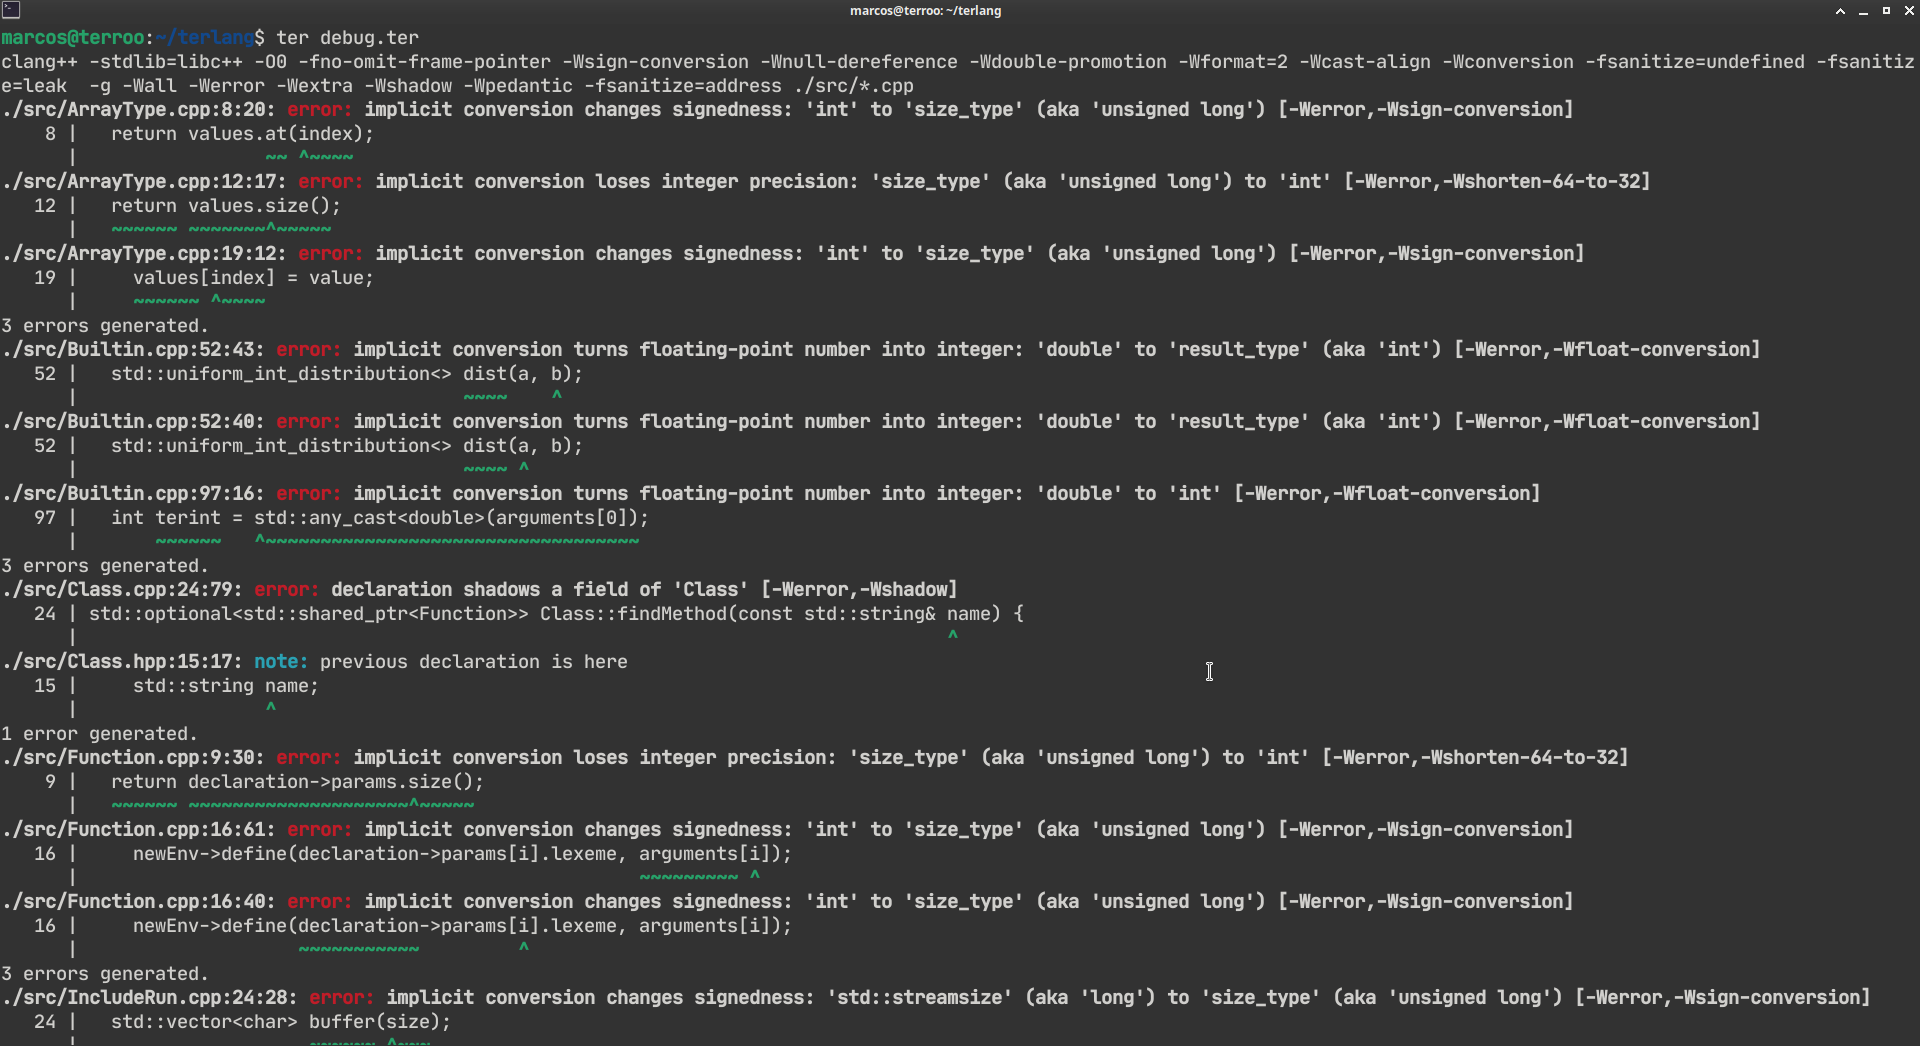 marcos@terroo: ~/terlang
marcos@terroo:~/terlang$ ter debug.ter
clang++ -stdlib=libc++ -O0 -fno-omit-frame-pointer -Wsign-conversion -Wnull-dereference -Wdouble-promotion -Wformat=2 -Wcast-align -Wconversion -fsanitize=undefined -fsanitiz
e=leak  -g -Wall -Werror -Wextra -Wshadow -Wpedantic -fsanitize=address ./src/*.cpp
./src/ArrayType.cpp:8:20: error: implicit conversion changes signedness: 'int' to 'size_type' (aka 'unsigned long') [-Werror,-Wsign-conversion]
    8 |   return values.at(index);
      |                 ~~ ^~~~~
./src/ArrayType.cpp:12:17: error: implicit conversion loses integer precision: 'size_type' (aka 'unsigned long') to 'int' [-Werror,-Wshorten-64-to-32]
   12 |   return values.size();
      |   ~~~~~~ ~~~~~~~^~~~~~
./src/ArrayType.cpp:19:12: error: implicit conversion changes signedness: 'int' to 'size_type' (aka 'unsigned long') [-Werror,-Wsign-conversion]
   19 |     values[index] = value;
      |     ~~~~~~ ^~~~~
3 errors generated.
./src/Builtin.cpp:52:43: error: implicit conversion turns floating-point number into integer: 'double' to 'result_type' (aka 'int') [-Werror,-Wfloat-conversion]
   52 |   std::uniform_int_distribution<> dist(a, b);
      |                                   ~~~~    ^
./src/Builtin.cpp:52:40: error: implicit conversion turns floating-point number into integer: 'double' to 'result_type' (aka 'int') [-Werror,-Wfloat-conversion]
   52 |   std::uniform_int_distribution<> dist(a, b);
      |                                   ~~~~ ^
./src/Builtin.cpp:97:16: error: implicit conversion turns floating-point number into integer: 'double' to 'int' [-Werror,-Wfloat-conversion]
   97 |   int terint = std::any_cast<double>(arguments[0]);
      |       ~~~~~~   ^~~~~~~~~~~~~~~~~~~~~~~~~~~~~~~~~~~
3 errors generated.
./src/Class.cpp:24:79: error: declaration shadows a field of 'Class' [-Werror,-Wshadow]
   24 | std::optional<std::shared_ptr<Function>> Class::findMethod(const std::string& name) {
      |                                                                               ^
./src/Class.hpp:15:17: note: previous declaration is here
   15 |     std::string name;
      |                 ^
1 error generated.
./src/Function.cpp:9:30: error: implicit conversion loses integer precision: 'size_type' (aka 'unsigned long') to 'int' [-Werror,-Wshorten-64-to-32]
    9 |   return declaration->params.size();
      |   ~~~~~~ ~~~~~~~~~~~~~~~~~~~~^~~~~~
./src/Function.cpp:16:61: error: implicit conversion changes signedness: 'int' to 'size_type' (aka 'unsigned long') [-Werror,-Wsign-conversion]
   16 |     newEnv->define(declaration->params[i].lexeme, arguments[i]);
      |                                                   ~~~~~~~~~ ^
./src/Function.cpp:16:40: error: implicit conversion changes signedness: 'int' to 'size_type' (aka 'unsigned long') [-Werror,-Wsign-conversion]
   16 |     newEnv->define(declaration->params[i].lexeme, arguments[i]);
      |                    ~~~~~~~~~~~         ^
3 errors generated.
./src/IncludeRun.cpp:24:28: error: implicit conversion changes signedness: 'std::streamsize' (aka 'long') to 'size_type' (aka 'unsigned long') [-Werror,-Wsign-conversion]
   24 |   std::vector<char> buffer(size);
      |                     ~~~~~~ ^~~~